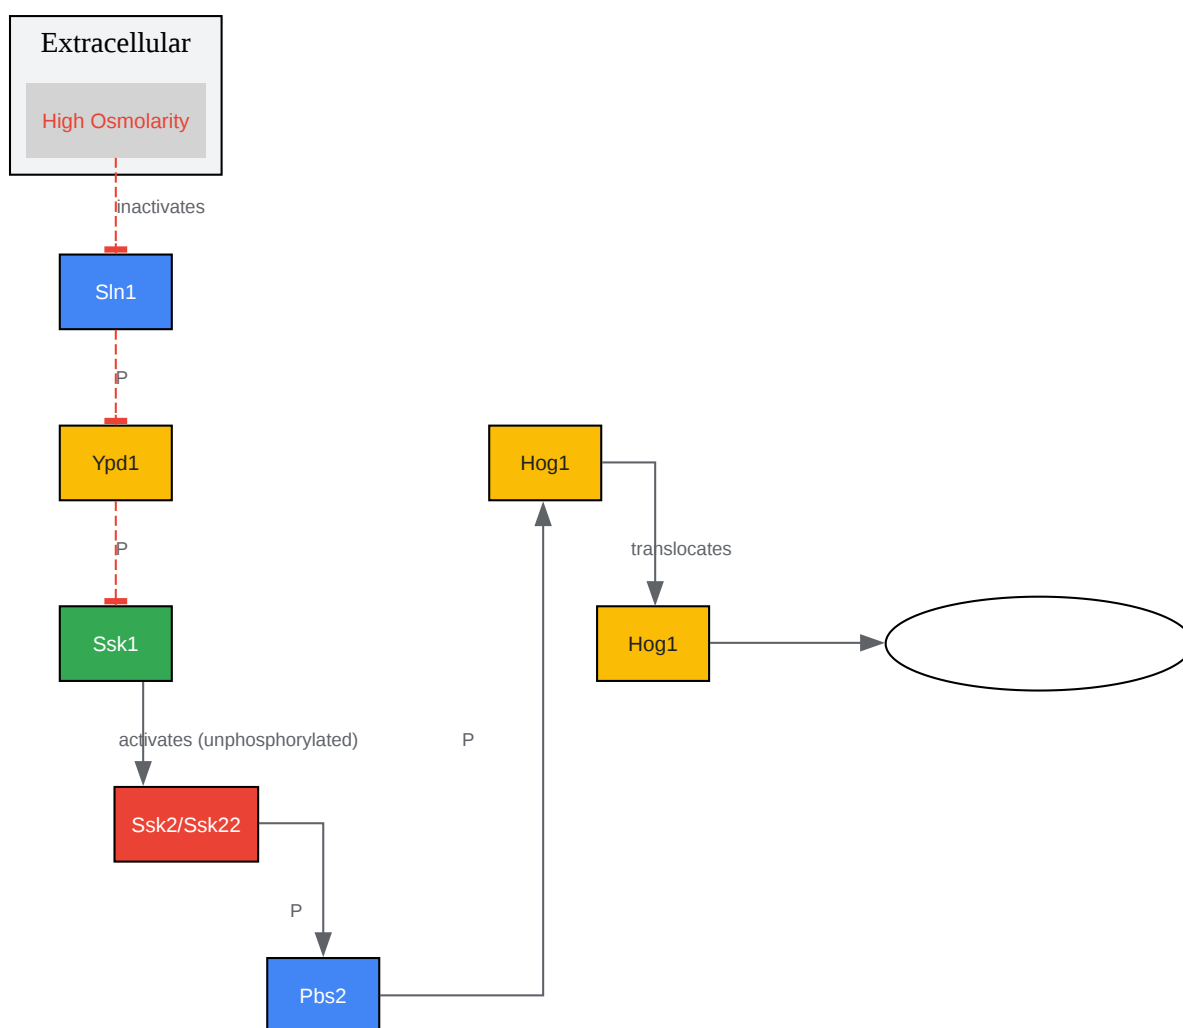 Extracellular
High Osmolarity
inactivates
Sln1
P
Ypd1
P
Ssk1
activates (unphosphorylated)
Ssk2/Ssk22
P
Pbs2
P
Hog1
translocates
Hog1